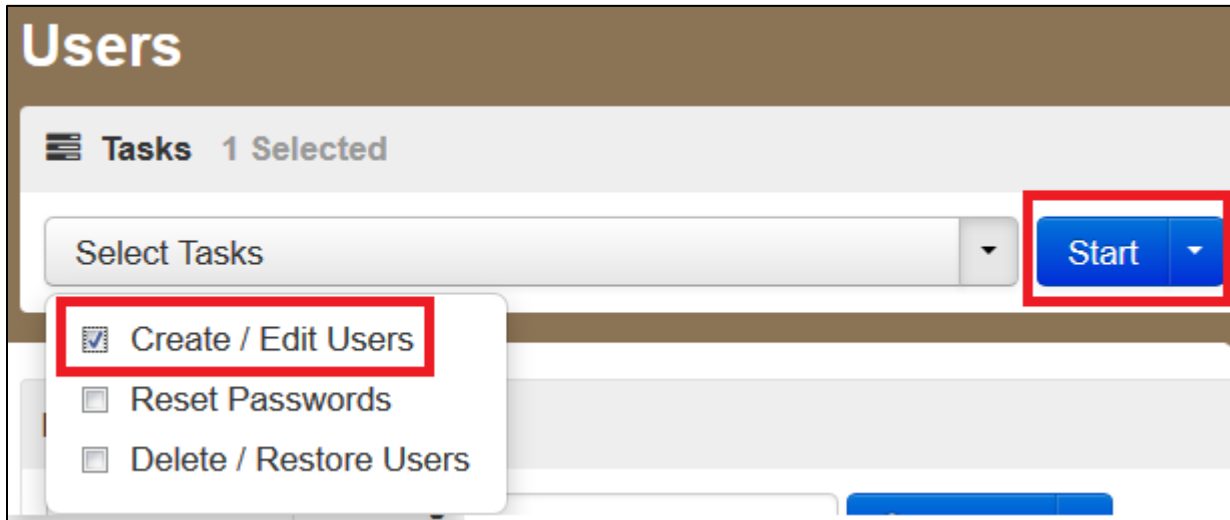 Users
Tasks 1 Selected
Select Tasks
Start
Create / Edit Users
Reset Passwords
Delete / Restore Users